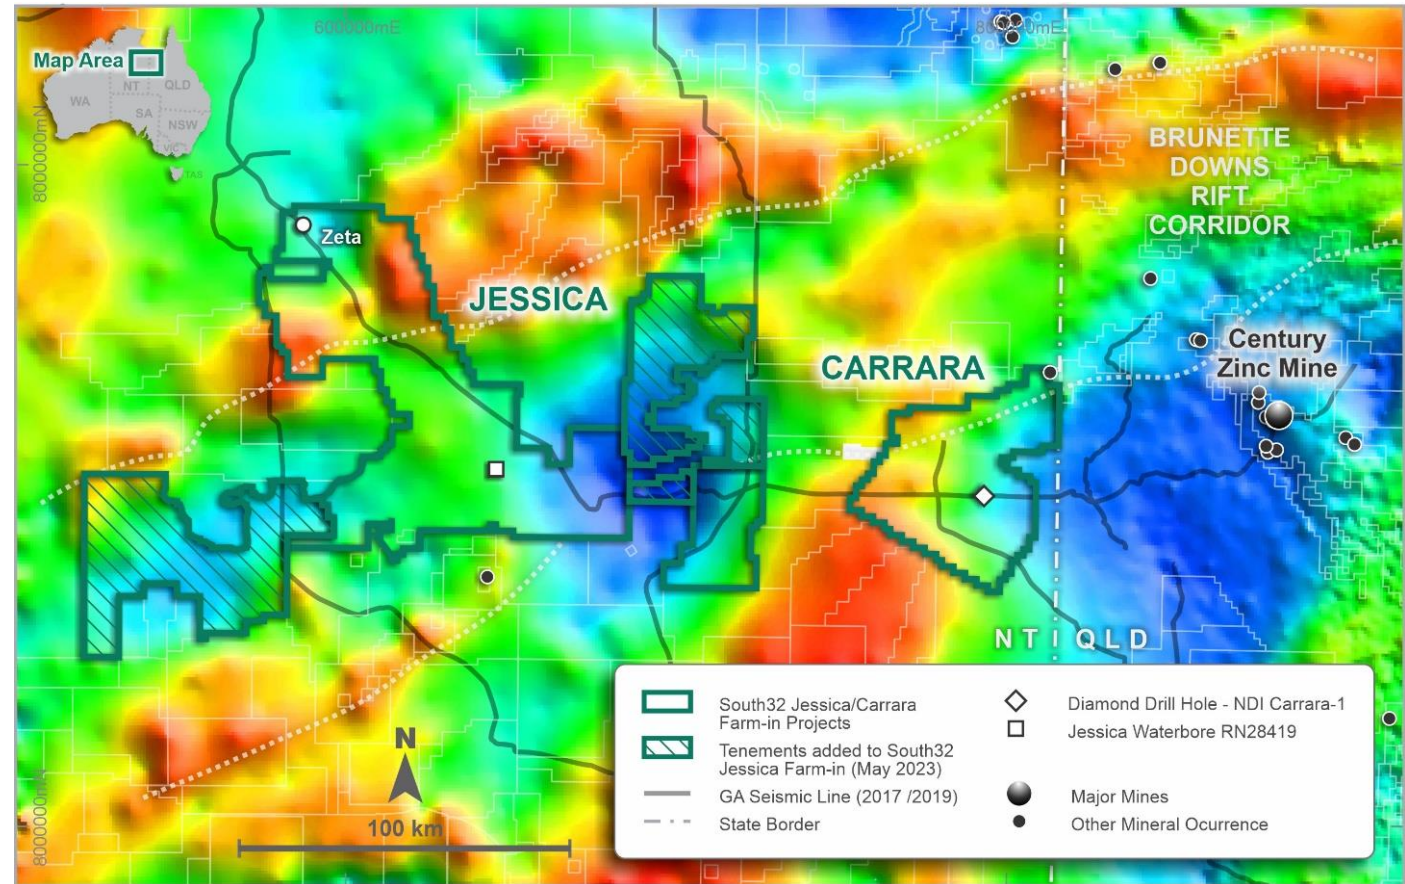 600000mE
800000mE
Map Area
NT
QLD
WA
SA
NSW
VIC
TAS
8000000mN
BRUNETTE
DOWNS
RIFT
CORRIDOR
Zeta
JESSICA
CARRARA
Century
Zinc Mine
NT | QLD
8000000mN
N
100 km
South32 Jessica/Carrara
Farm-in Projects
Tenements added to South32
Jessica Farm-in (May 2023)
GA Seismic Line (2017 /2019)
State Border
Diamond Drill Hole - NDI Carrara-1
Jessica Waterbore RN28419
Major Mines
Other Mineral Ocurrence